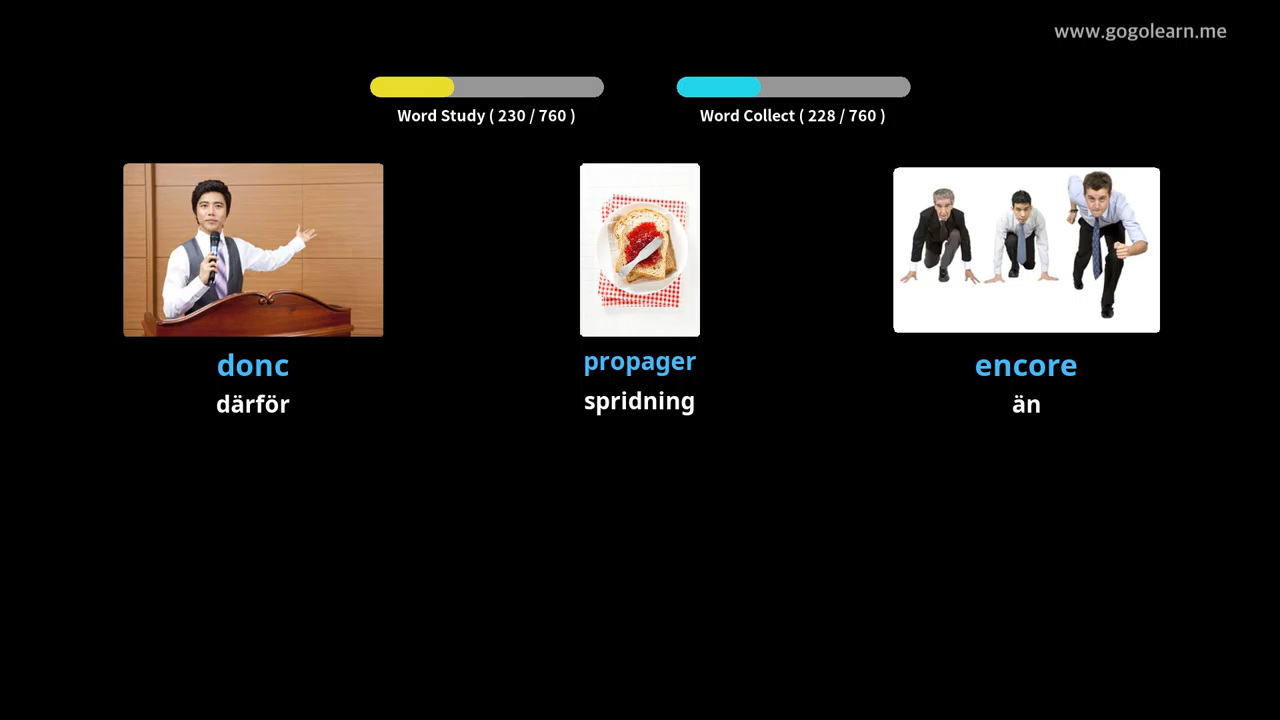 www.gogolearn.me
Word Study ( 230 / 760 )
Word Collect ( 228 / 760 )
donc
därför
propager
spridning
encore
än